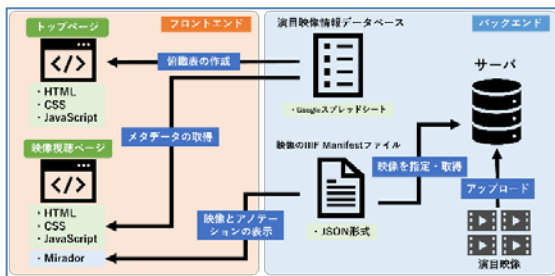 トップページ
フロントエンド
</>
・HTML
・CSS
・JavaScript
俯瞰表の作成
メタデータの取得
映像視聴ページ
</>
・HTML
・CSS
・JavaScript
・Mirador
映像とアノテー
ションの表示
演目映像情報データベース
・Googleスプレッドシート
映像のIIIF Manifestファイル
・JSON形式
バックエンド
サーバ
映像を指定・取得
アップロード
演目映像